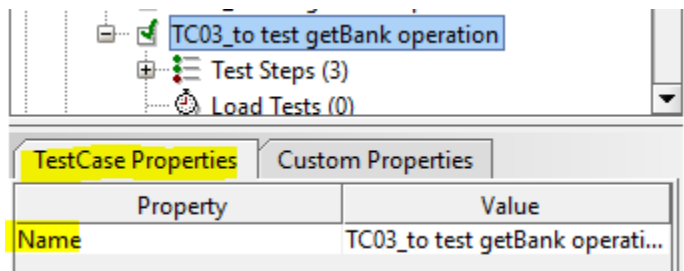 TC03_to test getBank operation
Test Steps (3)
Load Tests (0)
TestCase Properties Custom Properties
Property Value
Name TC03_to test getBank operati...